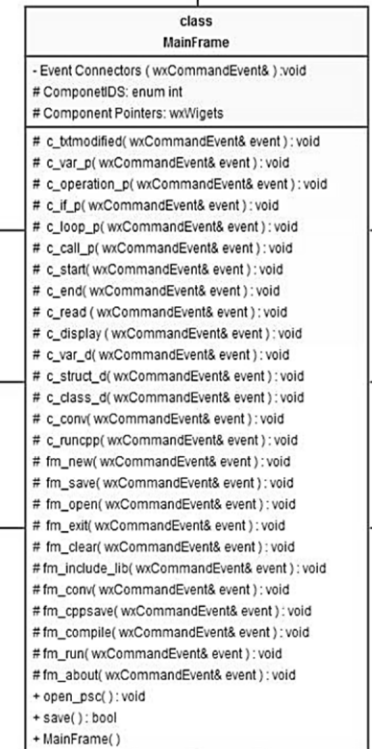 class
MainFrame
- Event Connectors ( wxCommandEvent& ) :void
# ComponetIDS: enum int
# Component Pointers: wxWigets
# c_txtmodified( wxCommandEvent& event ) : void
# c_var_p( wxCommandEvent& event ) : void
# c_operation_p( wxCommandEvent& event ) : void
# c_if_p( wxCommandEvent& event ) : void
# c_loop_p( wxCommandEvent& event ) : void
# c_call_p( wxCommandEvent& event ) : void
# c_start( wxCommandEvent& event ) : void
# c_end( wxCommandEvent& event ) : void
# c_read ( wxCommandEvent& event ) : void
# c_display ( wxCommandEvent& event ) : void
# c_var_d( wxCommandEvent& event ) : void
# c_struct_d( wxCommandEvent& event ) : void
# c_class_d( wxCommandEvent& event ) : void
# c_conv( wxCommandEvent& event ) : void
# c_runcpp( wxCommandEvent& event ) : void
# fm_new( wxCommandEvent& event ) : void
# fm_save( wxCommandEvent& event ) : void
# fm_open( wxCommandEvent& event ) : void
# fm_exit( wxCommandEvent& event ) : void
# fm_clear( wxCommandEvent& event ) : void
# fm_include_lib( wxCommandEvent& event ) : void
# fm_conv( wxCommandEvent& event ) : void
# fm_cppsave( wxCommandEvent& event ) : void
# fm_compile( wxCommandEvent& event ) : void
# fm_run( wxCommandEvent& event ) : void
# fm_about( wxCommandEvent& event ) : void
+ open_psc( ) : void
+ save( ) : bool
+ MainFrame( )